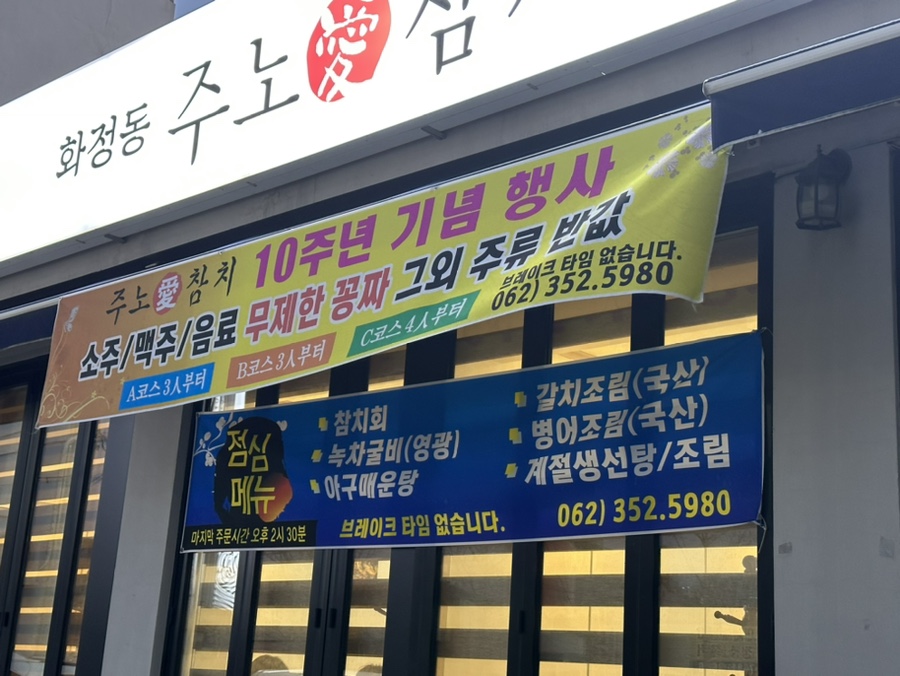 화정동 주노愛참
주노愛참치 10주년 기념 행사
소주/맥주/음료 무제한 꽁짜 그외 주류 반값
A코스3人부터 B코스3人부터 C코스4人부터
브레이크 타임 없습니다.
062) 352.5980
점심
메뉴
마지막 주문시간 오후 2시 30분
참치회
녹차굴비(영광)
아구매운탕
갈치조림(국산)
병어조림(국산)
계절생선탕/조림
브레이크 타임 없습니다.
062) 352.5980